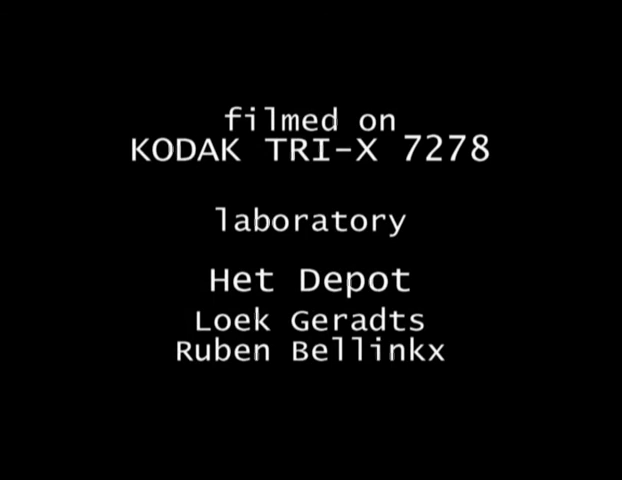 filmed on
KODAK TRI-X 7278
laboratory
Het Depot
Loek Geradts
Ruben Bellinkx